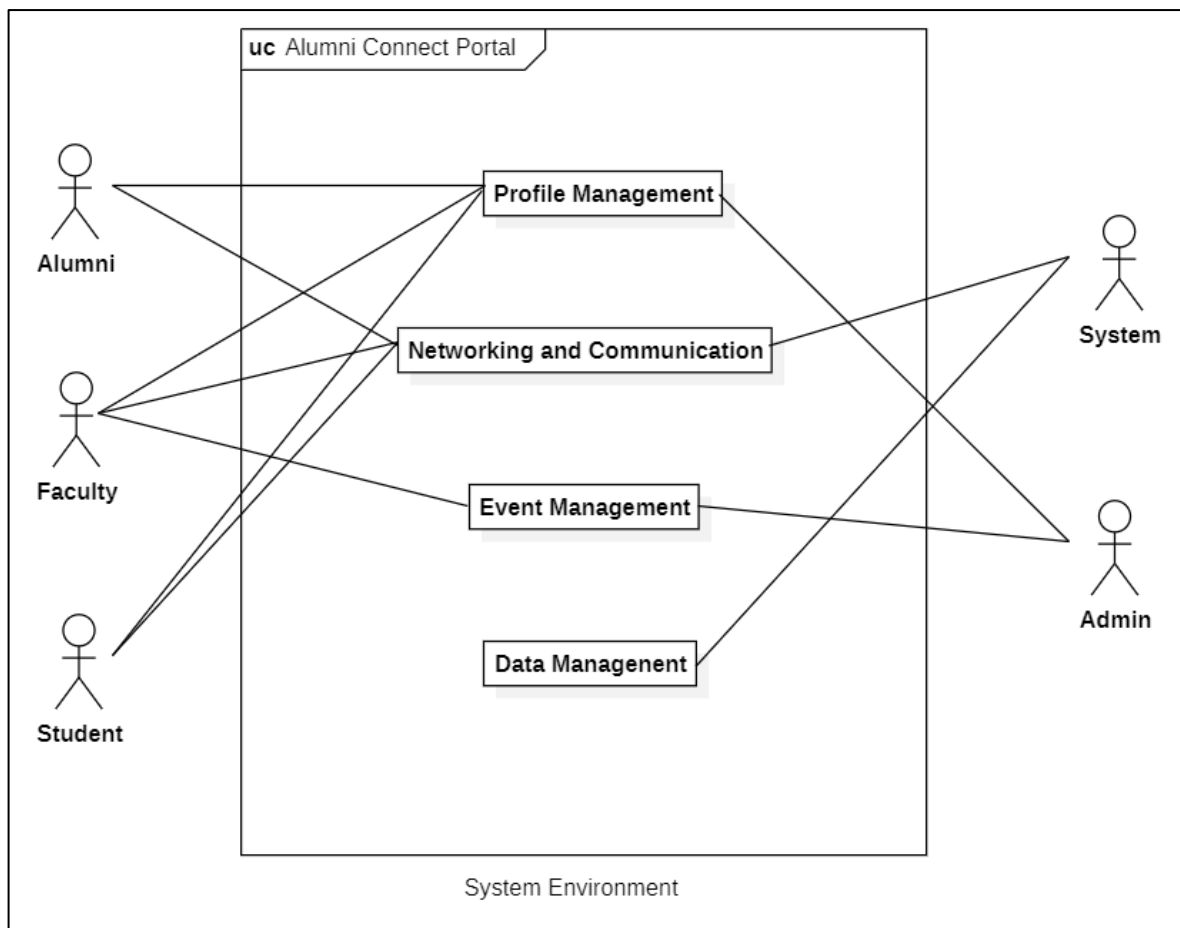 uc Alumni Connect Portal
Profile Management
Alumni
System
Networking and Communication
Faculty
Event Management
Admin
Data Managenent
Student
System Environment